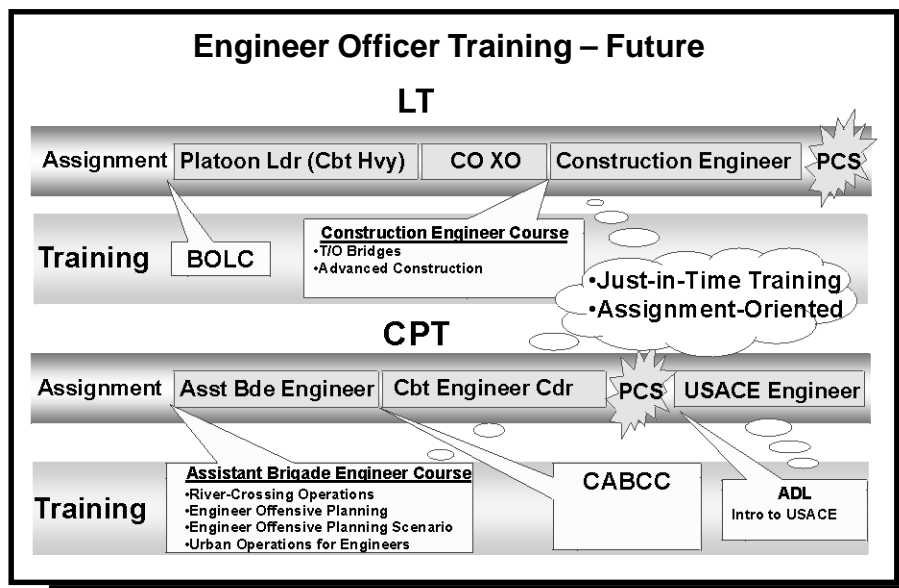 Engineer Officer Training – Future
LT
Assignment
Platoon Ldr (Cbt Hvy)
CO XO
Construction Engineer
PCS
Training
BOLC
Construction Engineer Course
•T/O Bridges
•Advanced Construction
•Just-in-Time Training
•Assignment-Oriented
CPT
Assignment
Asst Bde Engineer
Cbt Engineer Cdr
PCS
USACE Engineer
Training
Assistant Brigade Engineer Course
•River-Crossing Operations
•Engineer Offensive Planning
•Engineer Offensive Planning Scenario
•Urban Operations for Engineers
CABCC
ADL
Intro to USACE